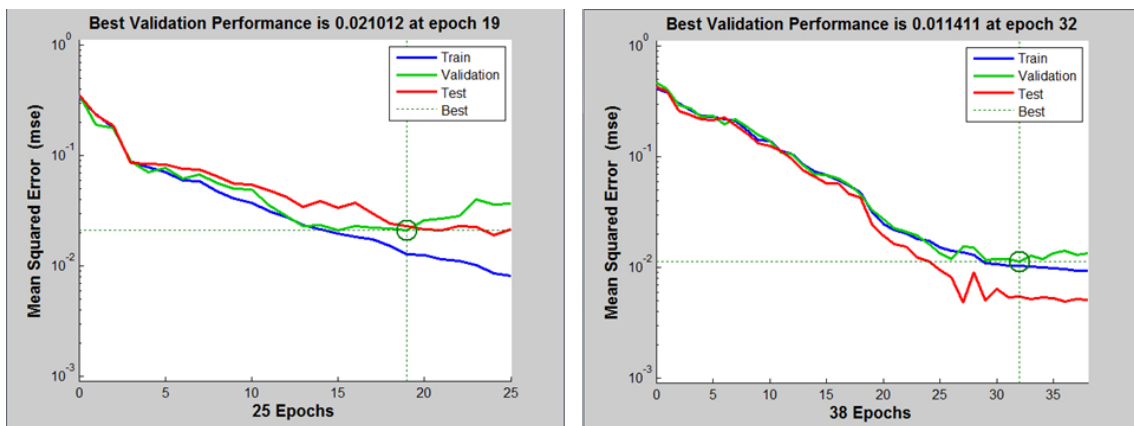 Best Validation Performance is 0.021012 at epoch 19
10^0
10^-1
10^-2
10^-3
Mean Squared Error (mse)
Train
Validation
Test
Best
0 5 10 15 20 25
25 Epochs
Best Validation Performance is 0.011411 at epoch 32
10^0
10^-1
10^-2
10^-3
Mean Squared Error (mse)
Train
Validation
Test
Best
0 5 10 15 20 25 30 35
38 Epochs